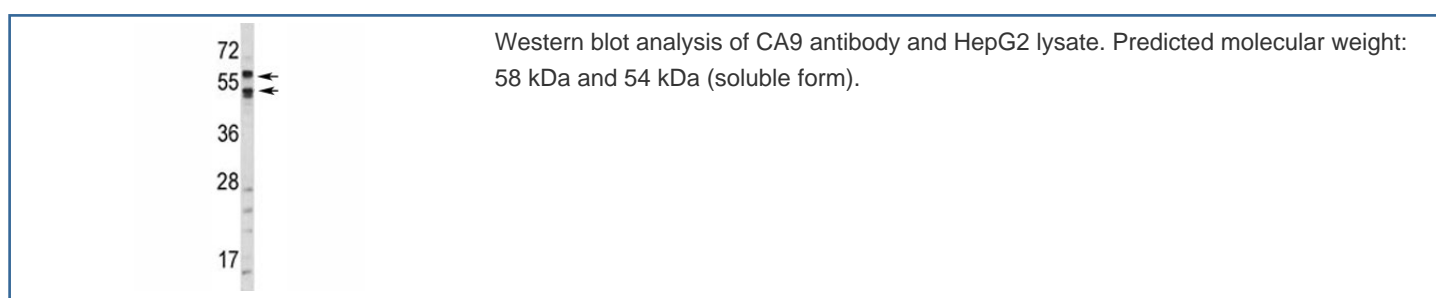 72
55
36
28
17
Western blot analysis of CA9 antibody and HepG2 lysate. Predicted molecular weight:
58 kDa and 54 kDa (soluble form).